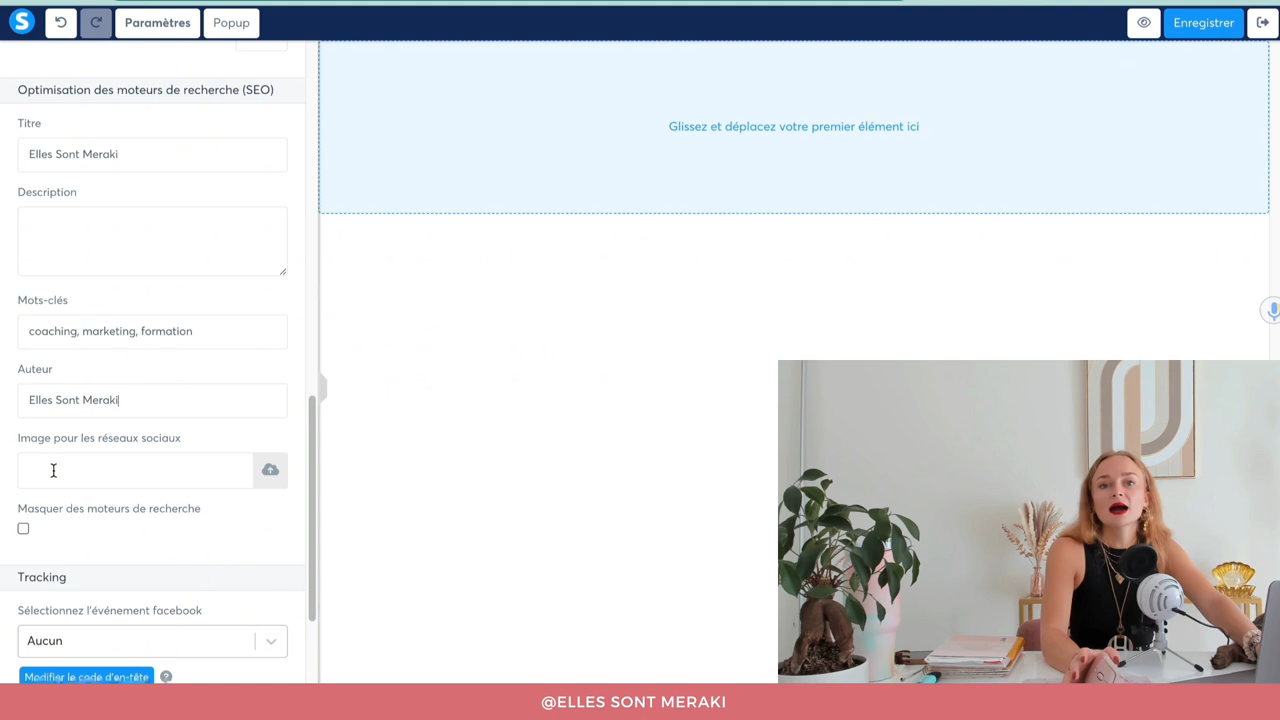 S
Paramètres
Popup
Enregistrer
Optimisation des moteurs de recherche (SEO)
Titre
Elles Sont Meraki
Description
Mots-clés
coaching, marketing, formation
Auteur
Elles Sont Meraki
Image pour les réseaux sociaux
Masquer des moteurs de recherche
Tracking
Sélectionnez l'événement facebook
Aucun
Modifier le code d'en-tête
?
Glissez et déplacez votre premier élément ici
@ELLES SONT MERAKI